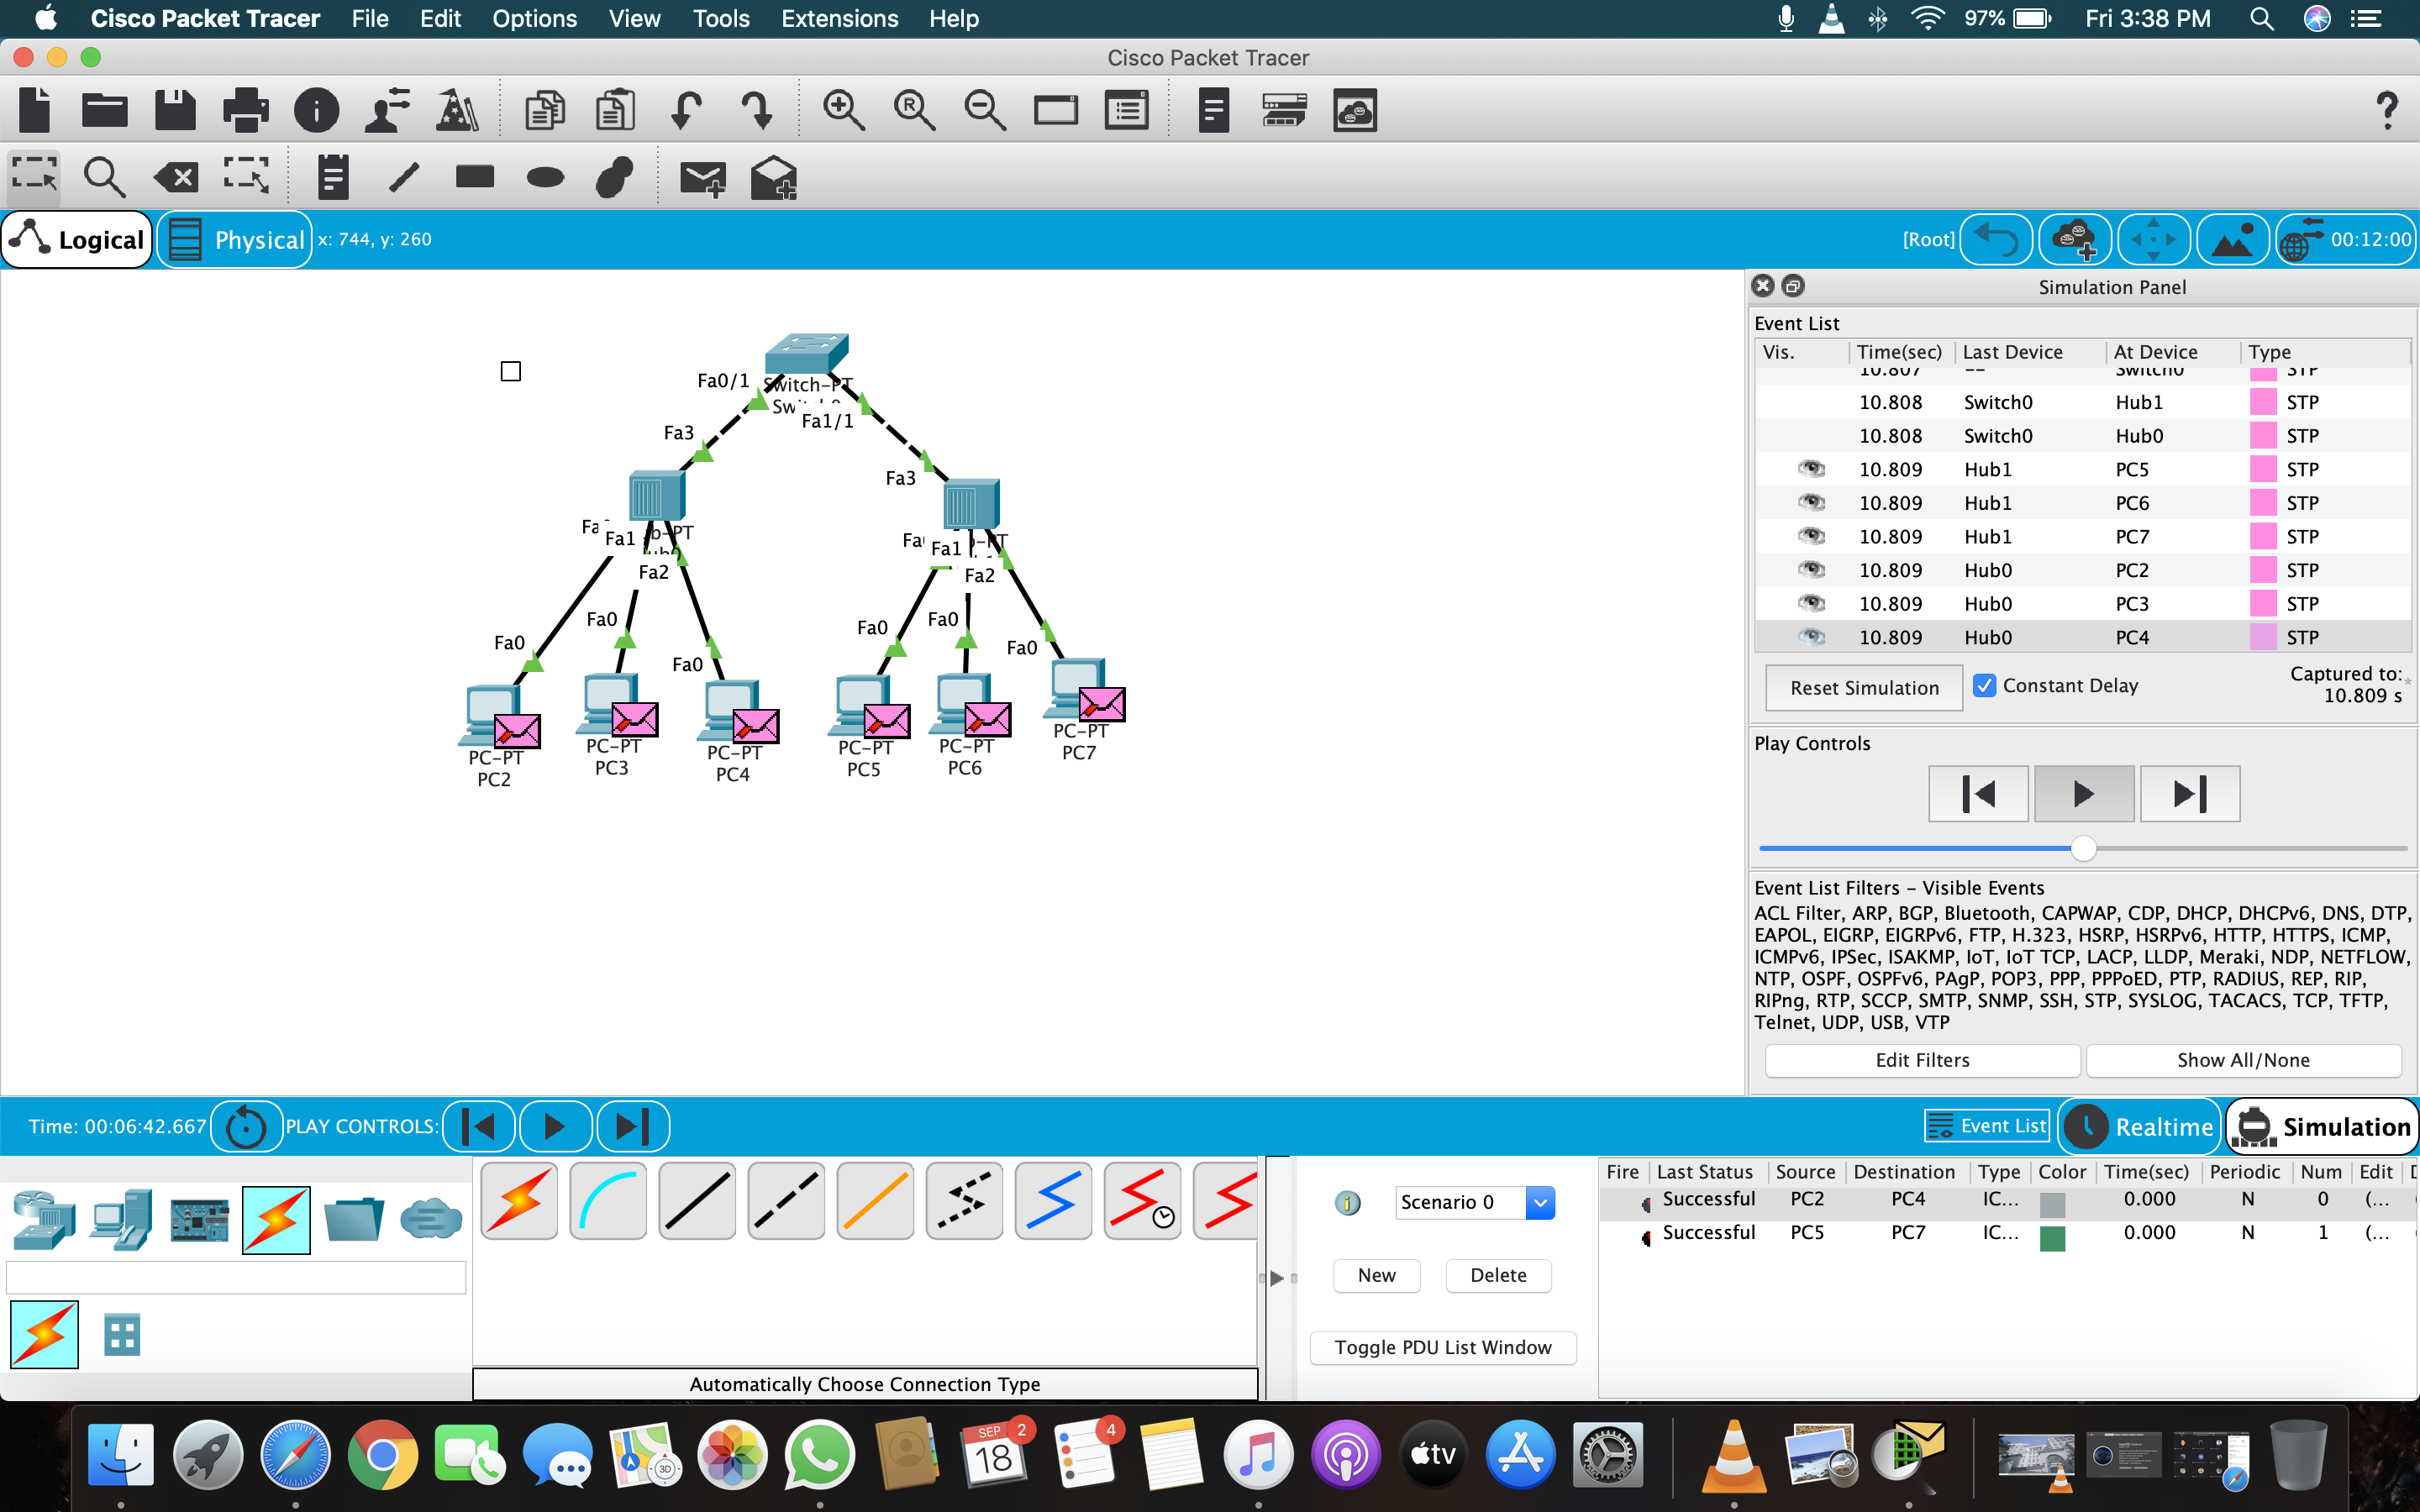 Cisco Packet Tracer File Edit Options View Tools Extensions Help 97% Fri 3:38 PM
Cisco Packet Tracer
Logical Physical x: 744, y: 260 [Root] 00:12:00
Simulation Panel
Event List
Vis. Time(sec) Last Device At Device Type
10.807 -- Switch0 STP
10.808 Switch0 Hub1 STP
10.808 Switch0 Hub0 STP
10.809 Hub1 PC5 STP
10.809 Hub1 PC6 STP
10.809 Hub1 PC7 STP
10.809 Hub0 PC2 STP
10.809 Hub0 PC3 STP
10.809 Hub0 PC4 STP
Reset Simulation Constant Delay Captured to:*
10.809 s
Play Controls
Event List Filters - Visible Events
ACL Filter, ARP, BGP, Bluetooth, CAPWAP, CDP, DHCP, DHCPv6, DNS, DTP,
EAPOL, EIGRP, EIGRPv6, FTP, H.323, HSRP, HSRPv6, HTTP, HTTPS, ICMP,
ICMPv6, IPSec, ISAKMP, IoT, IoT TCP, LACP, LLDP, Meraki, NDP, NETFLOW,
NTP, OSPF, OSPFv6, PAgP, POP3, PPP, PPPoED, PTP, RADIUS, REP, RIP,
RIPng, RTP, SCCP, SMTP, SNMP, SSH, STP, SYSLOG, TACACS, TCP, TFTP,
Telnet, UDP, USB, VTP
Edit Filters Show All/None
Fa0/1 Switch-PT
Fa1/1
Fa3
Fa3
Fa1
Fa2
Fa1
Fa2
Fa0 Fa0 Fa0 Fa0 Fa0 Fa0
PC-PT PC-PT PC-PT PC-PT PC-PT PC-PT
PC2 PC3 PC4 PC5 PC6 PC7
Time: 00:06:42.667 PLAY CONTROLS: Event List Realtime Simulation
Scenario 0
New Delete
Toggle PDU List Window
Automatically Choose Connection Type
Fire Last Status Source Destination Type Color Time(sec) Periodic Num Edit
Successful PC2 PC4 IC... 0.000 N 0 (...
Successful PC5 PC7 IC... 0.000 N 1 (...
3D SEP 18 2 4 tv